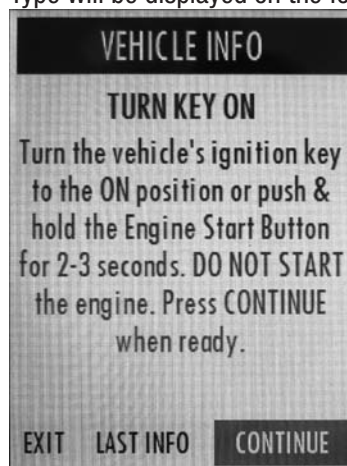 VEHICLE INFO
TURN KEY ON
Turn the vehicle's ignition key
to the ON position or push &
hold the Engine Start Button
for 2-3 seconds. DO NOT START
the engine. Press CONTINUE
when ready.
EXIT LAST INFO CONTINUE